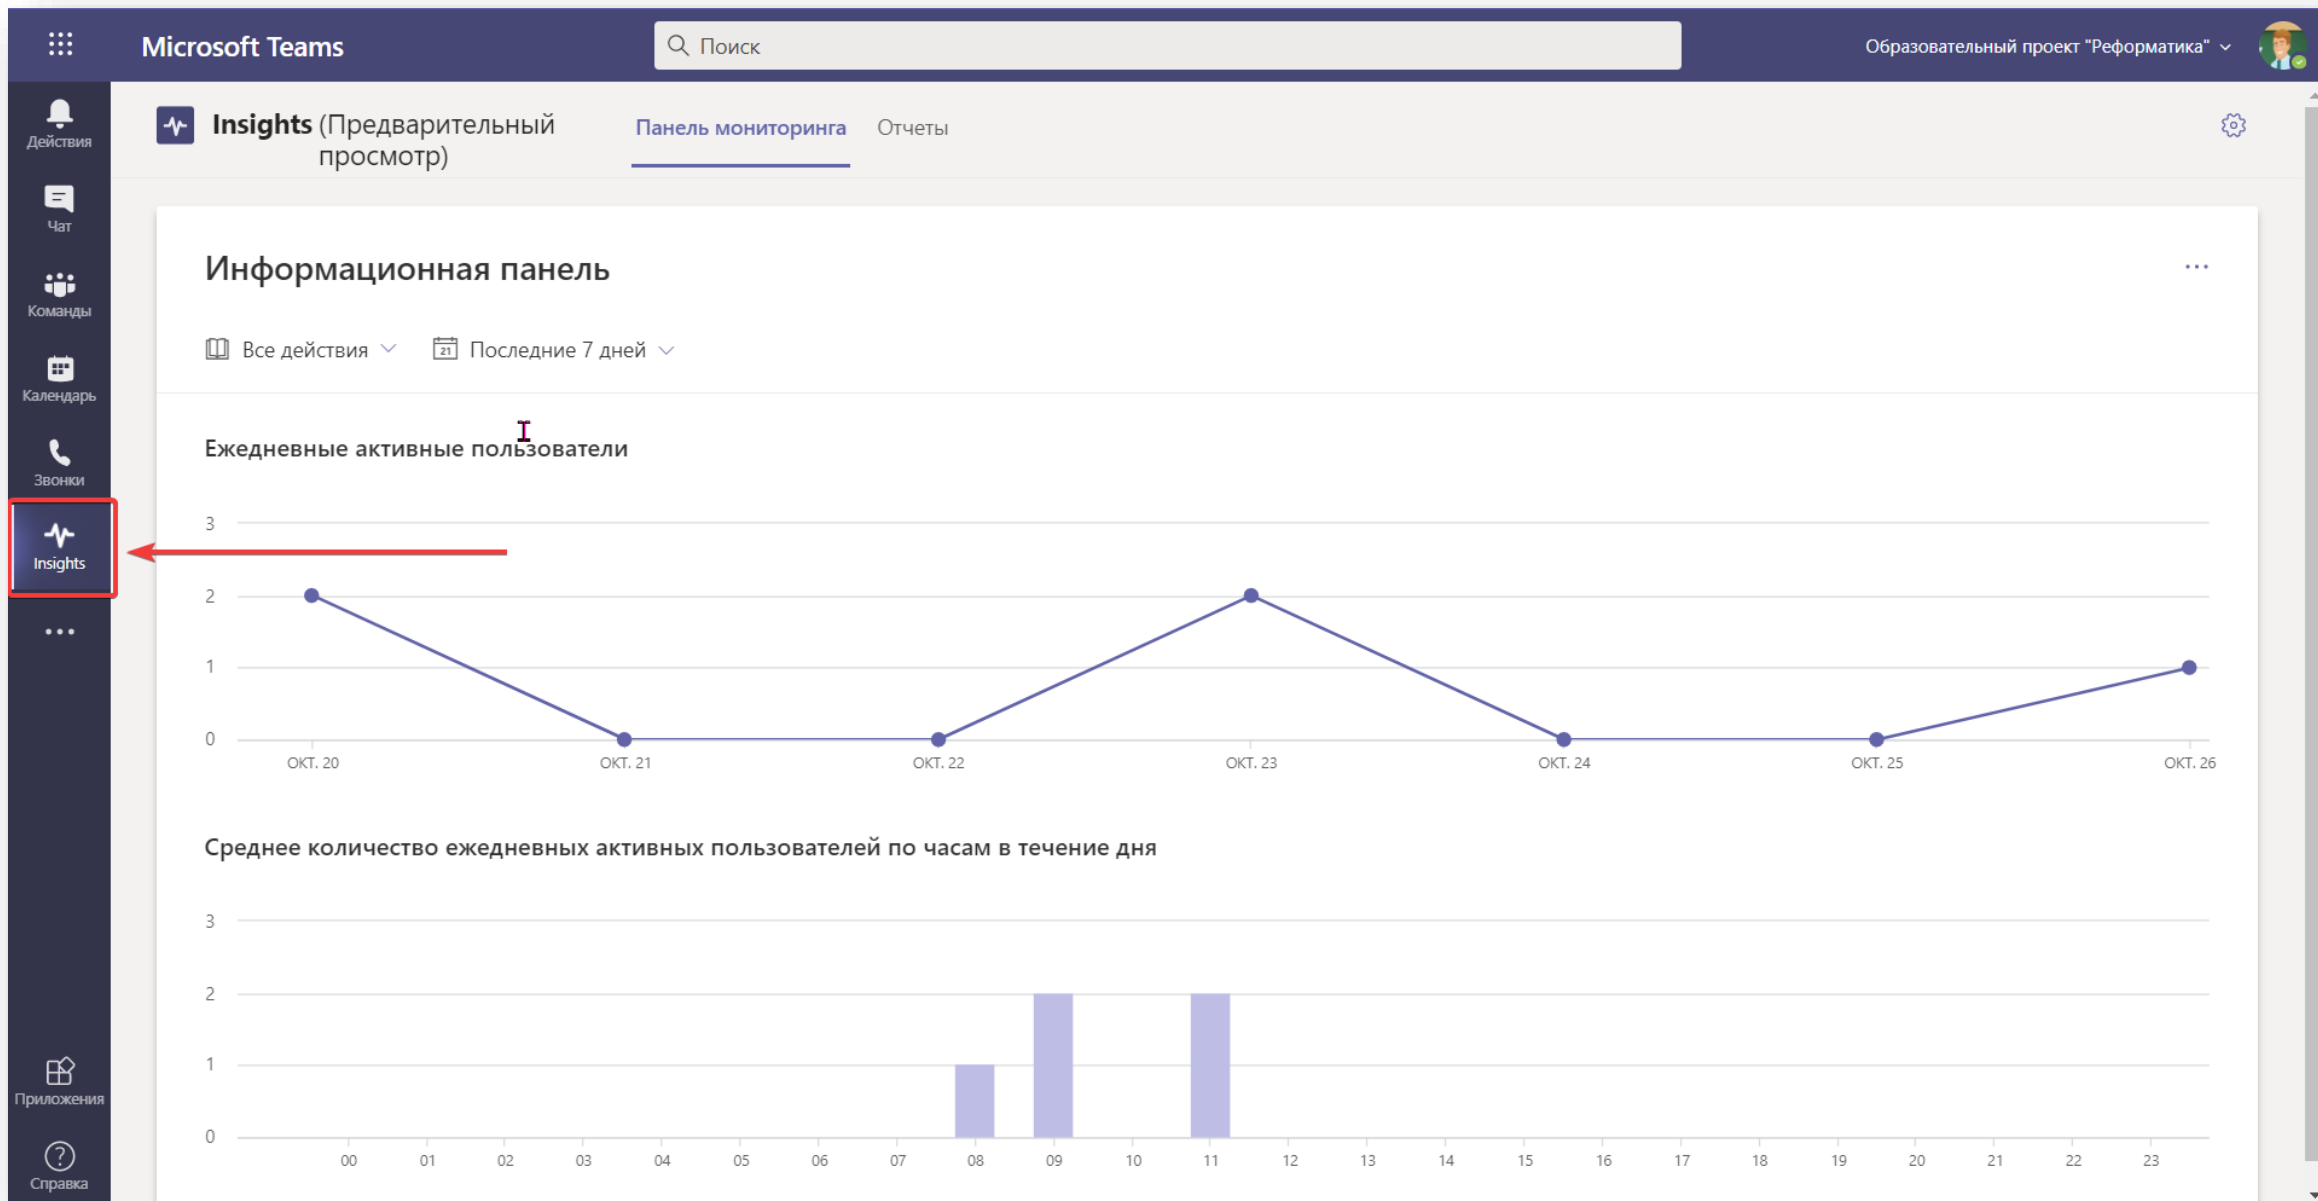 Microsoft Teams
Поиск
Образовательный проект "Реформатика"
Действия
Чат
Команды
Календарь
Звонки
Insights
Приложения
Справка
Insights (Предварительный
просмотр)
Панель мониторинга
Отчеты
Информационная панель
Все действия
21
Последние 7 дней
Ежедневные активные пользователи
3
2
1
0
ОКТ. 20 ОКТ. 21 ОКТ. 22 ОКТ. 23 ОКТ. 24 ОКТ. 25 ОКТ. 26
Среднее количество ежедневных активных пользователей по часам в течение дня
3
2
1
0
00 01 02 03 04 05 06 07 08 09 10 11 12 13 14 15 16 17 18 19 20 21 22 23